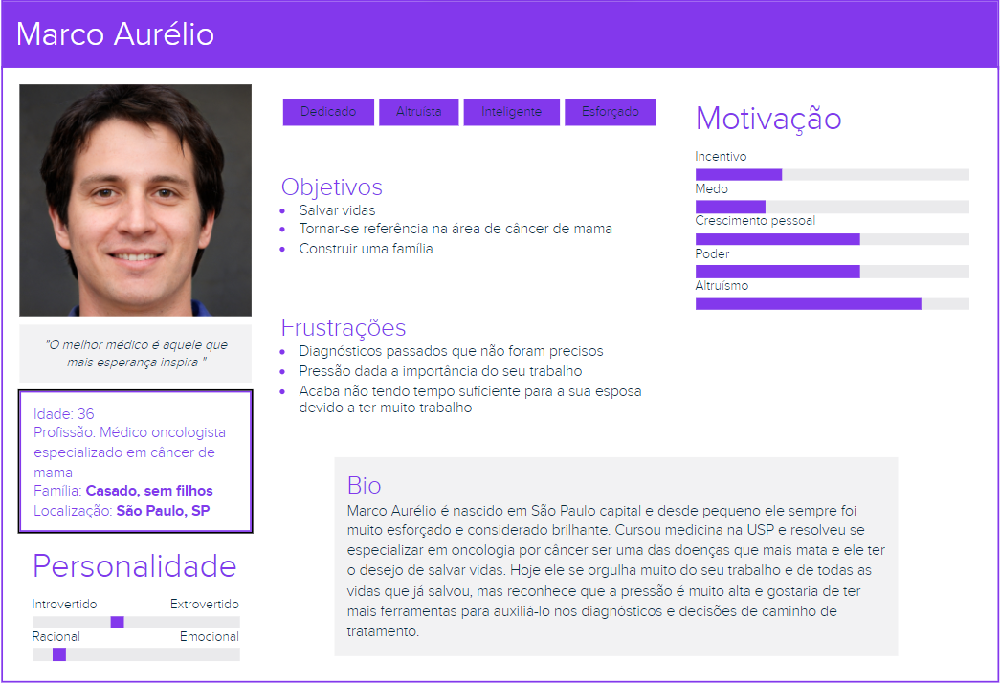 Marco Aurélio
Dedicado
Altruísta
Inteligente
Esforçado
Objetivos
Salvar vidas
Tornar-se referência na área de câncer de mama
Construir uma família
Frustrações
Diagnósticos passados que não foram precisos
Pressão dada a importância do seu trabalho
Acaba não tendo tempo suficiente para a sua esposa
devido a ter muito trabalho
Motivação
Incentivo
Medo
Crescimento pessoal
Poder
Altruísmo
"O melhor médico é aquele que
mais esperança inspira "
Idade: 36
Profissão: Médico oncologista
especializado em câncer de
mama
Família: Casado, sem filhos
Localização: São Paulo, SP
Personalidade
Introvertido Extrovertido
Racional Emocional
Bio
Marco Aurélio é nascido em São Paulo capital e desde pequeno ele sempre foi
muito esforçado e considerado brilhante. Cursou medicina na USP e resolveu se
especializar em oncologia por câncer ser uma das doenças que mais mata e ele ter
o desejo de salvar vidas. Hoje ele se orgulha muito do seu trabalho e de todas as
vidas que já salvou, mas reconhece que a pressão é muito alta e gostaria de ter
mais ferramentas para auxiliá-lo nos diagnósticos e decisões de caminho de
tratamento.